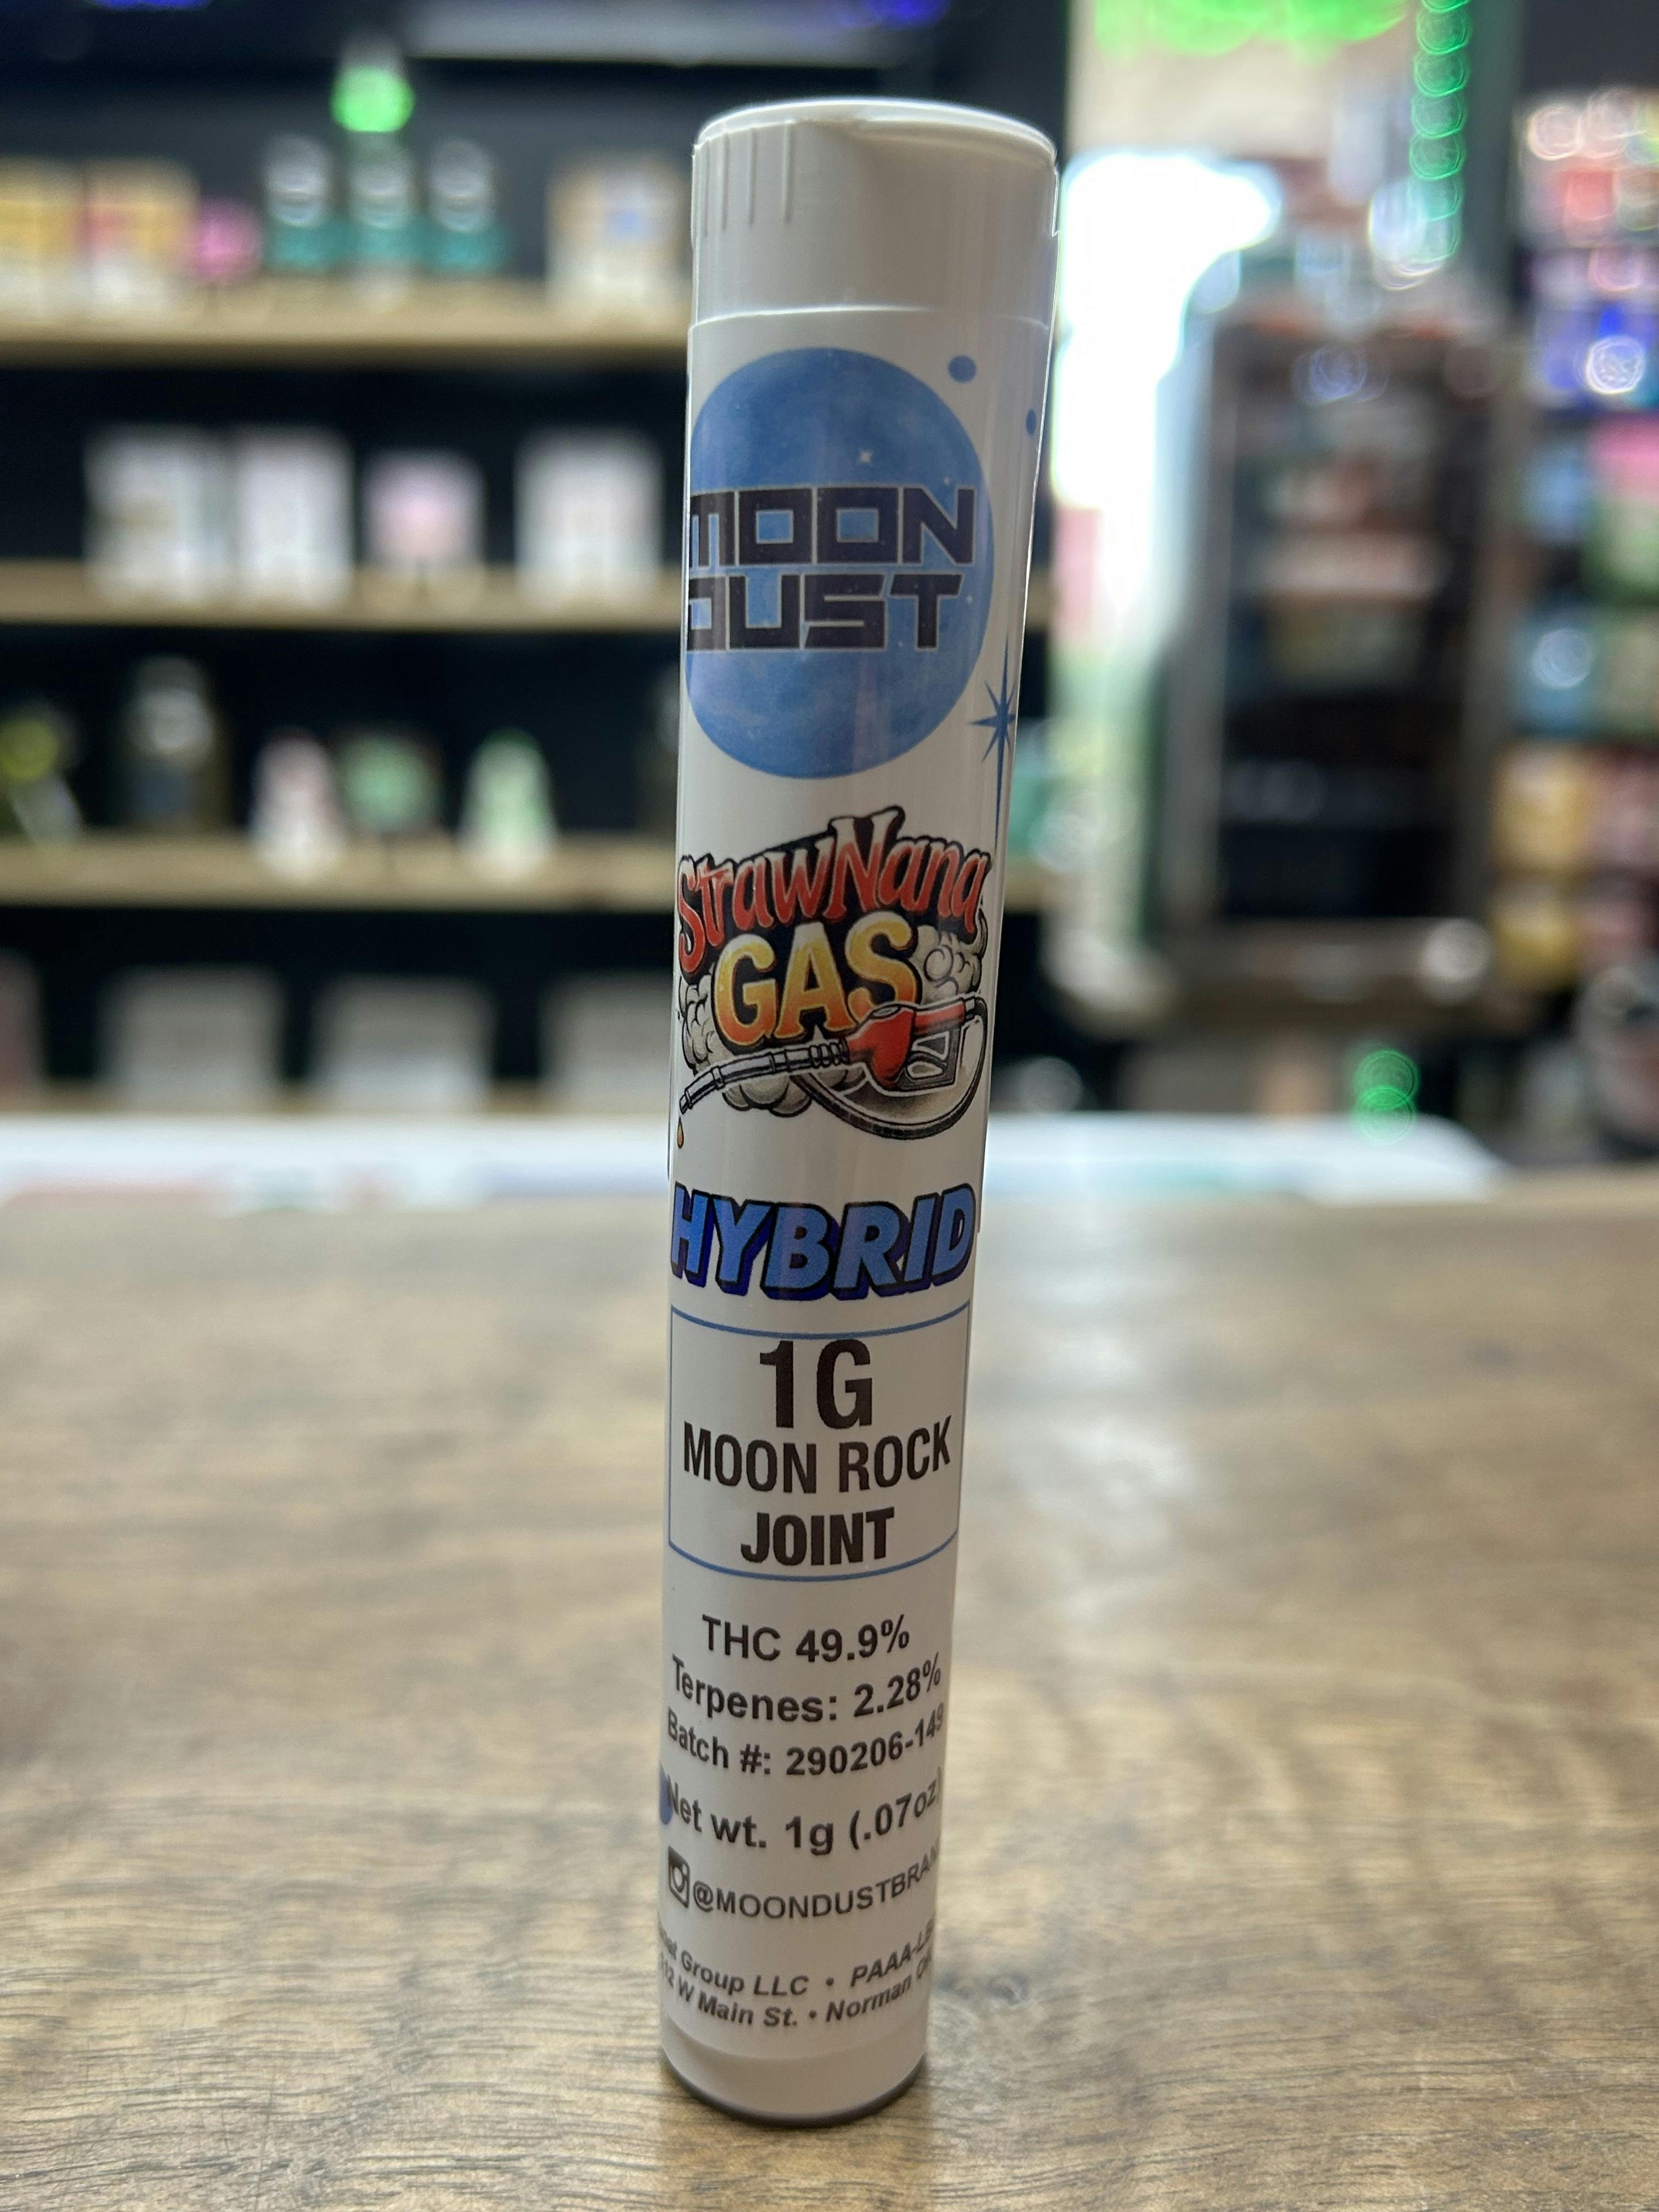 MOON
DUST
StrawNana
GAS
HYBRID
1G
MOON ROCK
JOINT
THC 49.9%
Terpenes: 2.28%
Batch #: 290206-149
Net wt. 1g (.07oz)
@MOONDUSTBRAN
Group LLC • PAAA-
W Main St. • Norman